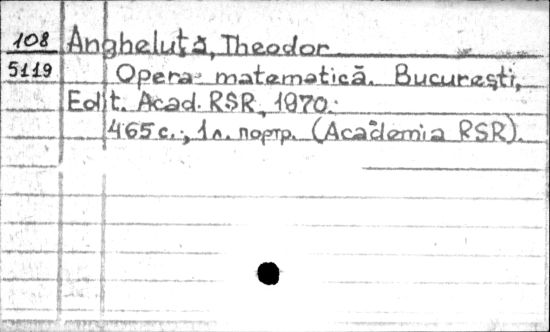 108 Angheluță, Theodor
5119 Opera matematică. București,
Edit. Acad. RSR, 1970.
465 с., 1 л. портр. (Academia RSR).